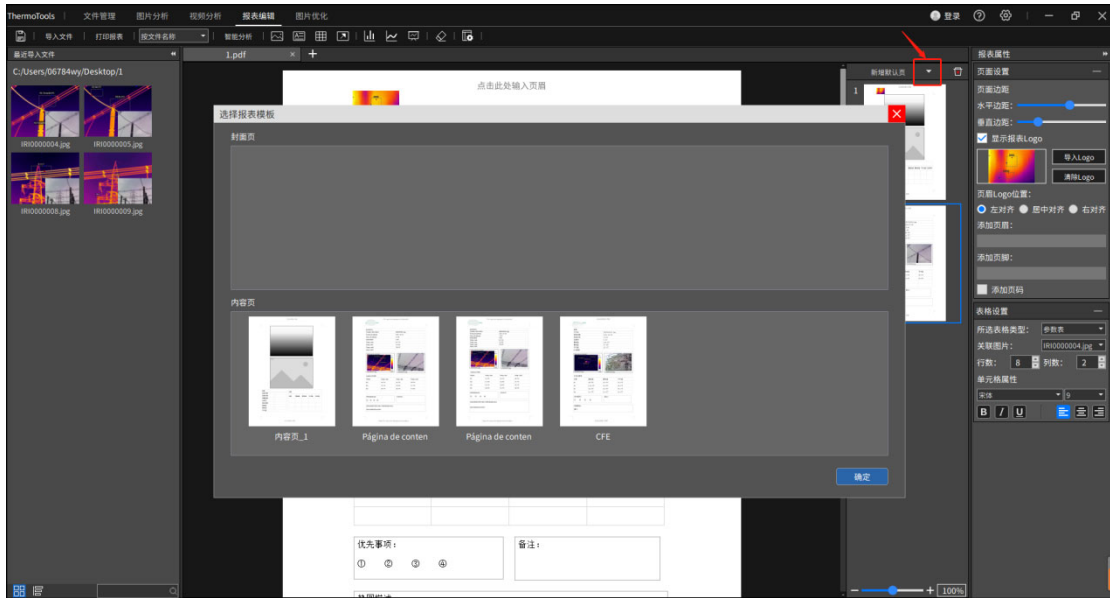 ThermoTools 文件管理 图片分析 视频分析 报表编辑 图片优化 登录
导入文件 打印报表 按文件名称 智能分析
最近导入文件
1.pdf
C:/Users/06784wy/Desktop/1
IRI0000004.jpg IRI0000005.jpg
IRI0000008.jpg IRI0000009.jpg
点击此处输入页眉
选择报表模板
封面页
内容页
内容页_1 Página de conten Página de conten CFE
确定
优先事项:
① ② ③ ④
备注:
新增默认页
1
100%
报表属性
页面设置
页面边距
水平边距:
垂直边距:
显示报表Logo
导入Logo
清除Logo
页眉Logo位置:
左对齐 居中对齐 右对齐
添加页眉:
添加页脚:
添加页码
表格设置
所选表格类型: 参数表
关联图片: IRI0000004.jpg
行数: 8 列数: 2
单元格属性
宋体 9
B I U